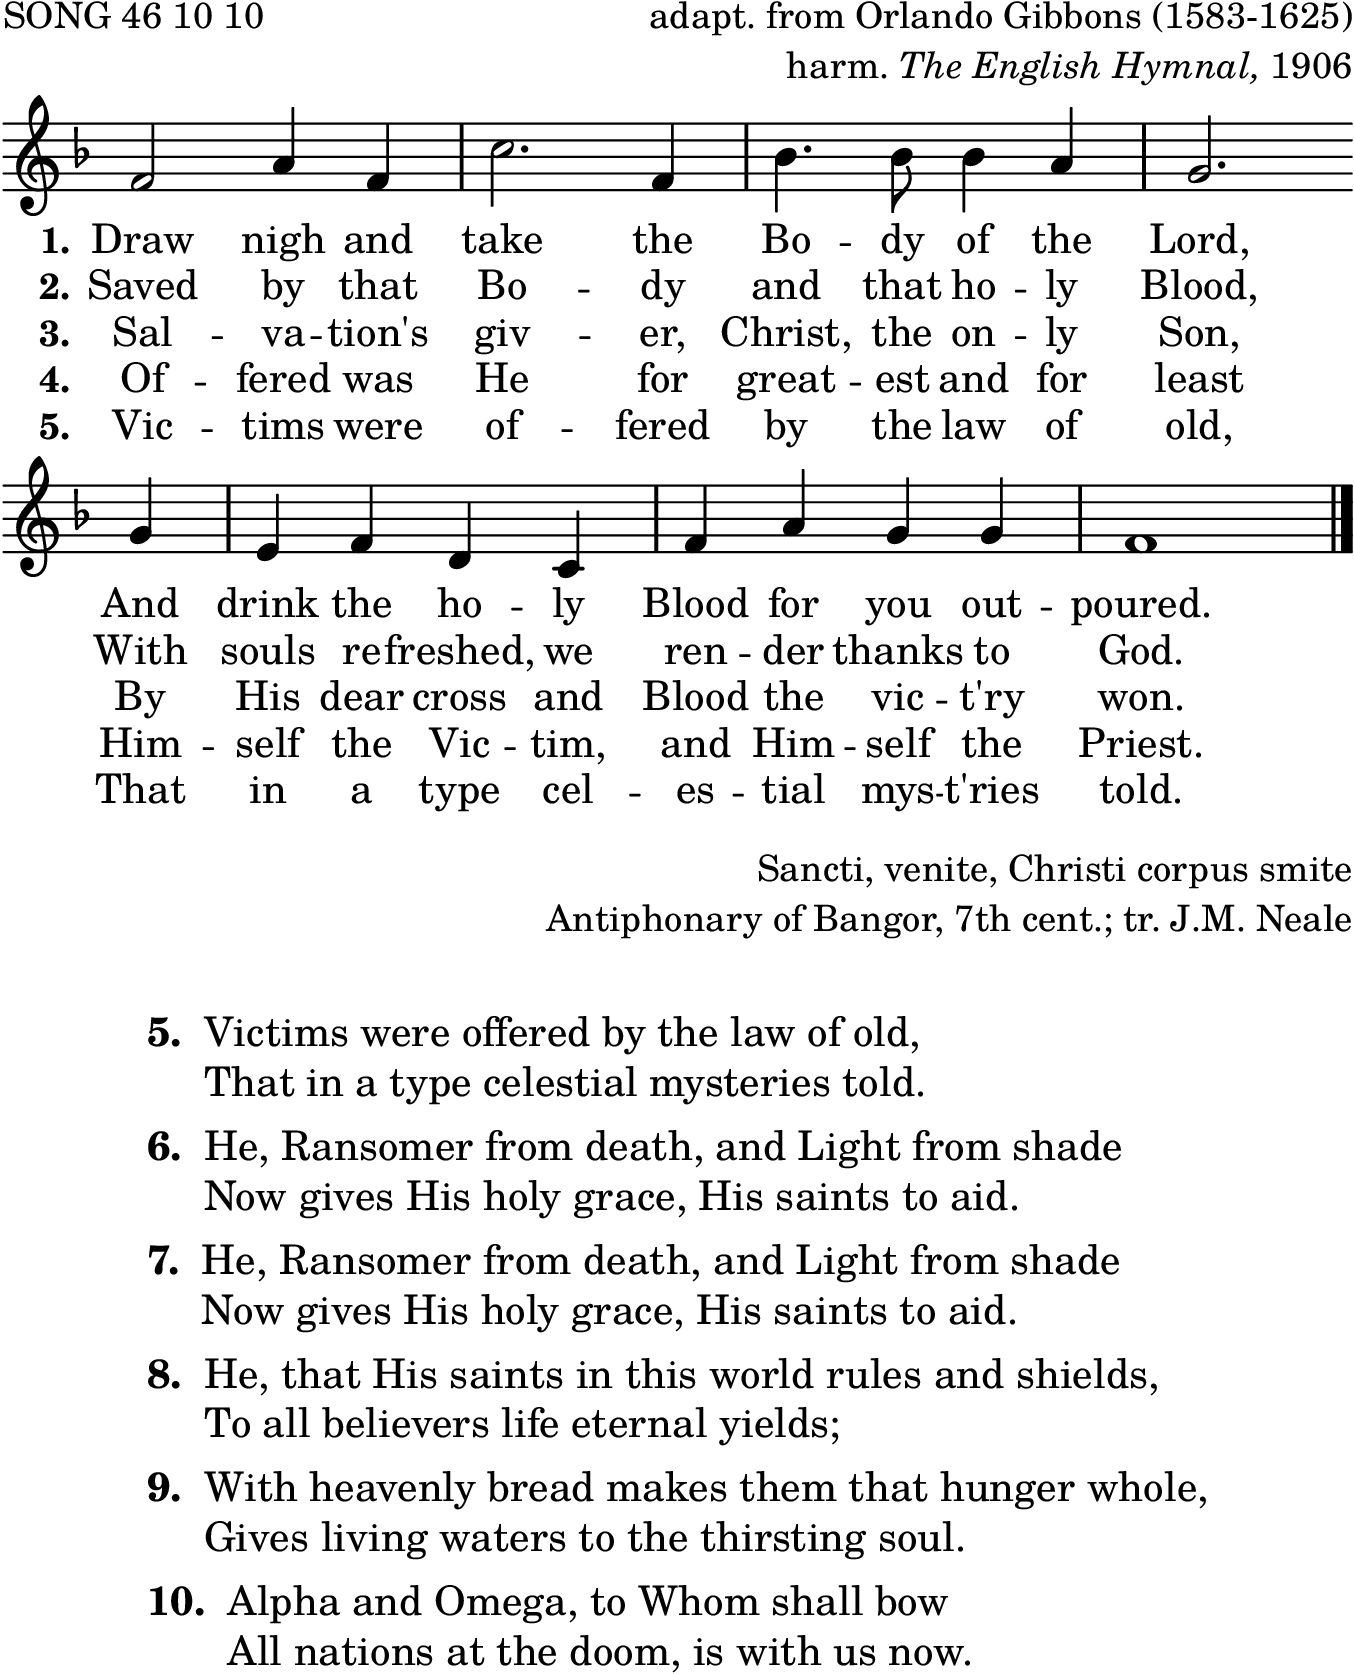 SONG 46 10 10
adapt. from Orlando Gibbons (1583-1625)
harm. The English Hymnal, 1906
1. Draw nigh and take the Bo -- dy of the Lord,
2. Saved by that Bo -- dy and that ho -- ly Blood,
3. Sal -- va -- tion's giv -- er, Christ, the on -- ly Son,
4. Of -- fered was He for great -- est and for least
5. Vic -- tims were of -- fered by the law of old,
And drink the ho -- ly Blood for you out -- poured.
With souls refreshed, we ren -- der thanks to God.
By His dear cross and Blood the vic -- t'ry won.
Him -- self the Vic -- tim, and Him -- self the Priest.
That in a type cel -- es -- tial mys -- t'ries told.
Sancti, venite, Christi corpus smite
Antiphonary of Bangor, 7th cent.; tr. J.M. Neale
5. Victims were offered by the law of old,
That in a type celestial mysteries told.
6. He, Ransomer from death, and Light from shade
Now gives His holy grace, His saints to aid.
7. He, Ransomer from death, and Light from shade
Now gives His holy grace, His saints to aid.
8. He, that His saints in this world rules and shields,
To all believers life eternal yields;
9. With heavenly bread makes them that hunger whole,
Gives living waters to the thirsting soul.
10. Alpha and Omega, to Whom shall bow
All nations at the doom, is with us now.